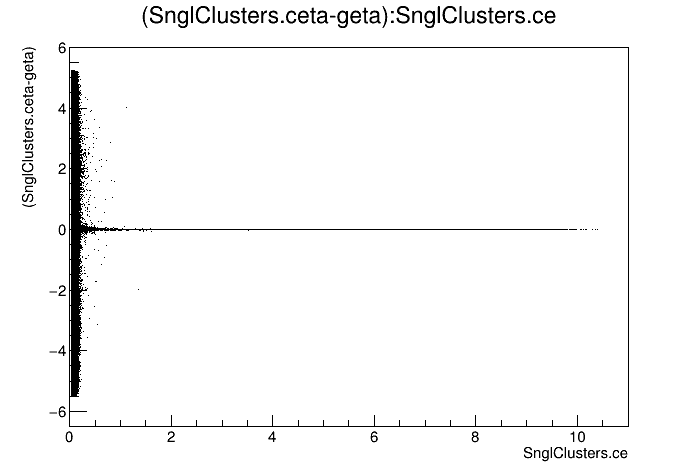 (SnglClusters.ceta-geta):SnglClusters.ce
(SnglClusters.ceta-geta)
6
4
2
0
−2
−4
−6
0 2 4 6 8 10
SnglClusters.ce